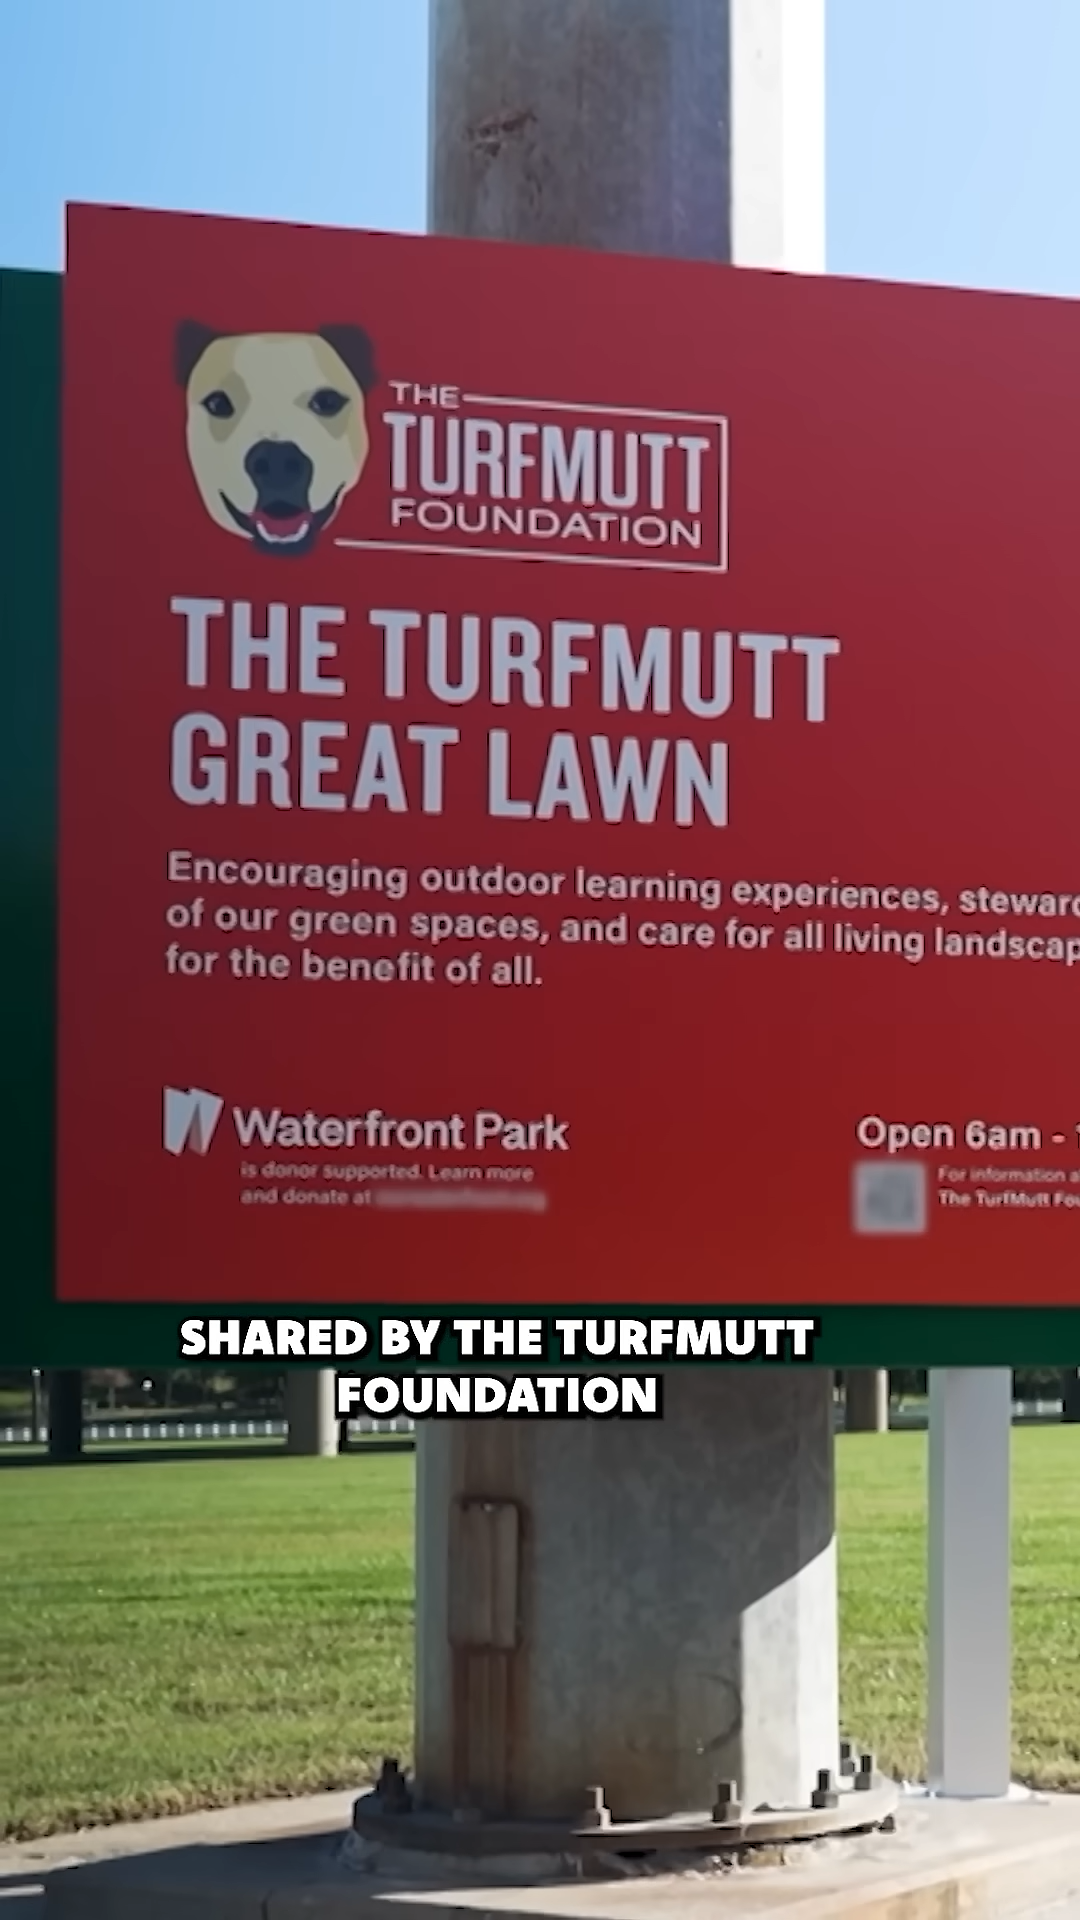 THE
TURFMUTT
FOUNDATION
THE TURFMUTT
GREAT LAWN
Encouraging outdoor learning experiences, steward
of our green spaces, and care for all living landscap
for the benefit of all.
Waterfront Park
is donor supported. Learn more
and donate at
Open 6am -
For information a
The TurfMutt Fou
SHARED BY THE TURFMUTT
FOUNDATION